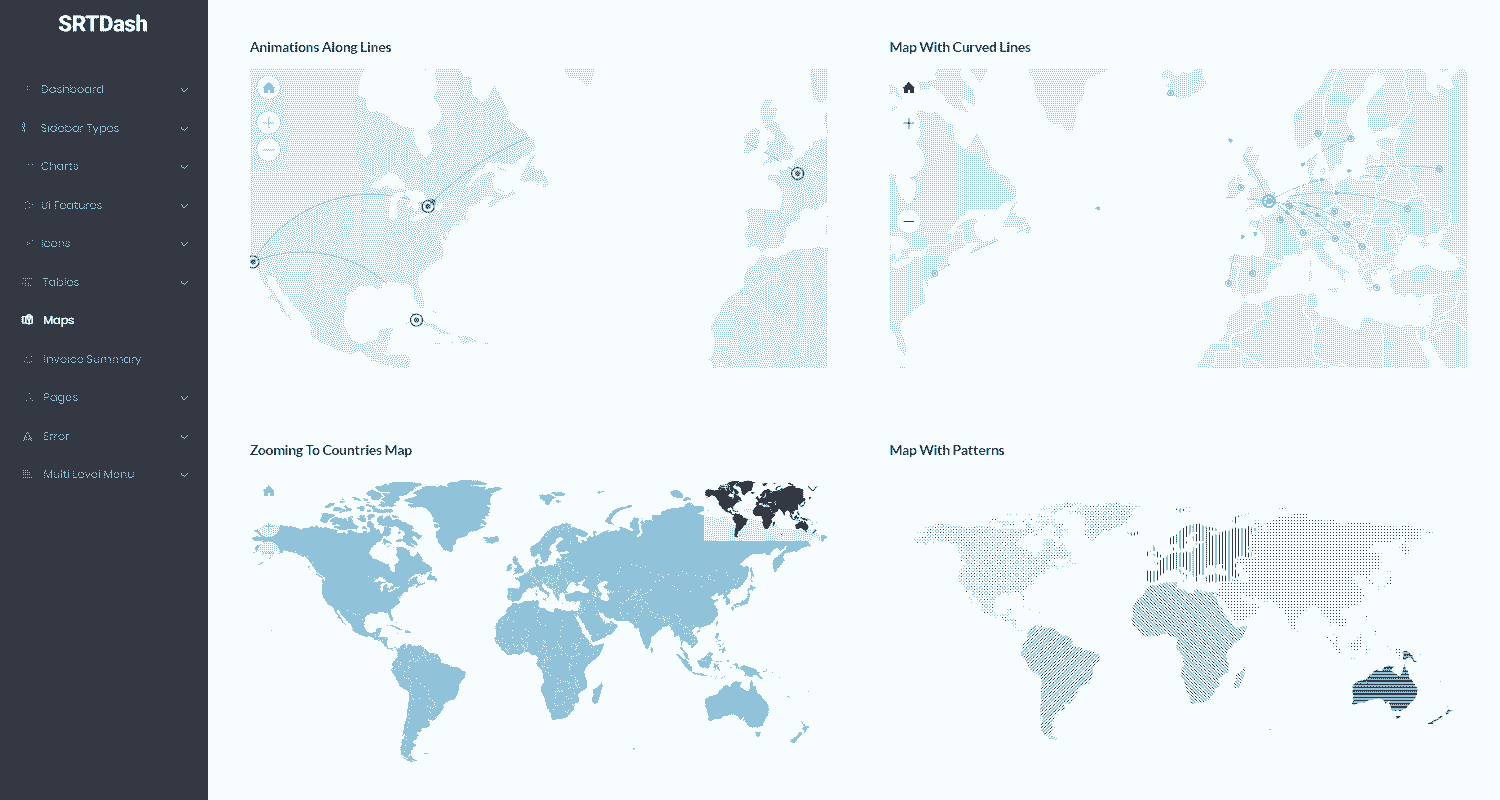 SRTDash
Dashboard
Sidebar Types
Charts
Ui Features
Icons
Tables
Maps
Invoice Summary
Pages
Error
Multi Level Menu
Animations Along Lines
Map With Curved Lines
Zooming To Countries Map
Map With Patterns